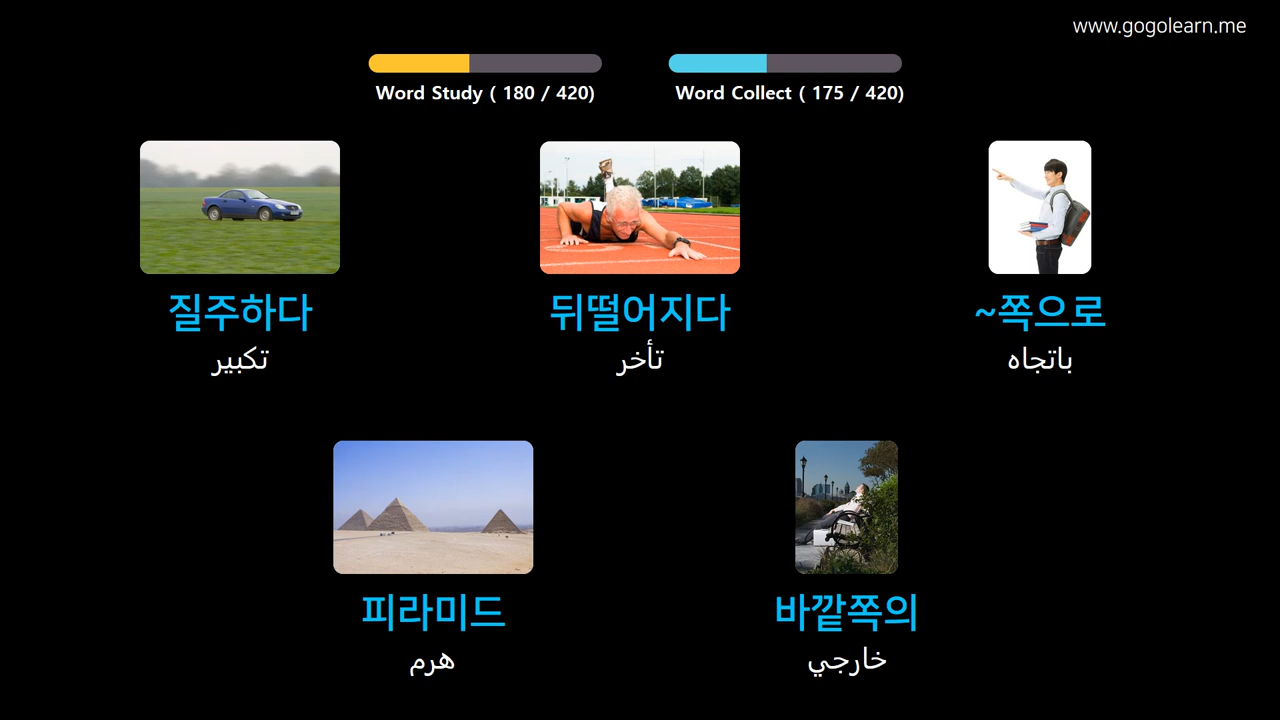 www.gogolearn.me
Word Study ( 180 / 420)
Word Collect ( 175 / 420)
질주하다
تكبير
뒤떨어지다
تأخر
~쪽으로
باتجاه
피라미드
هرم
바깥쪽의
خارجي